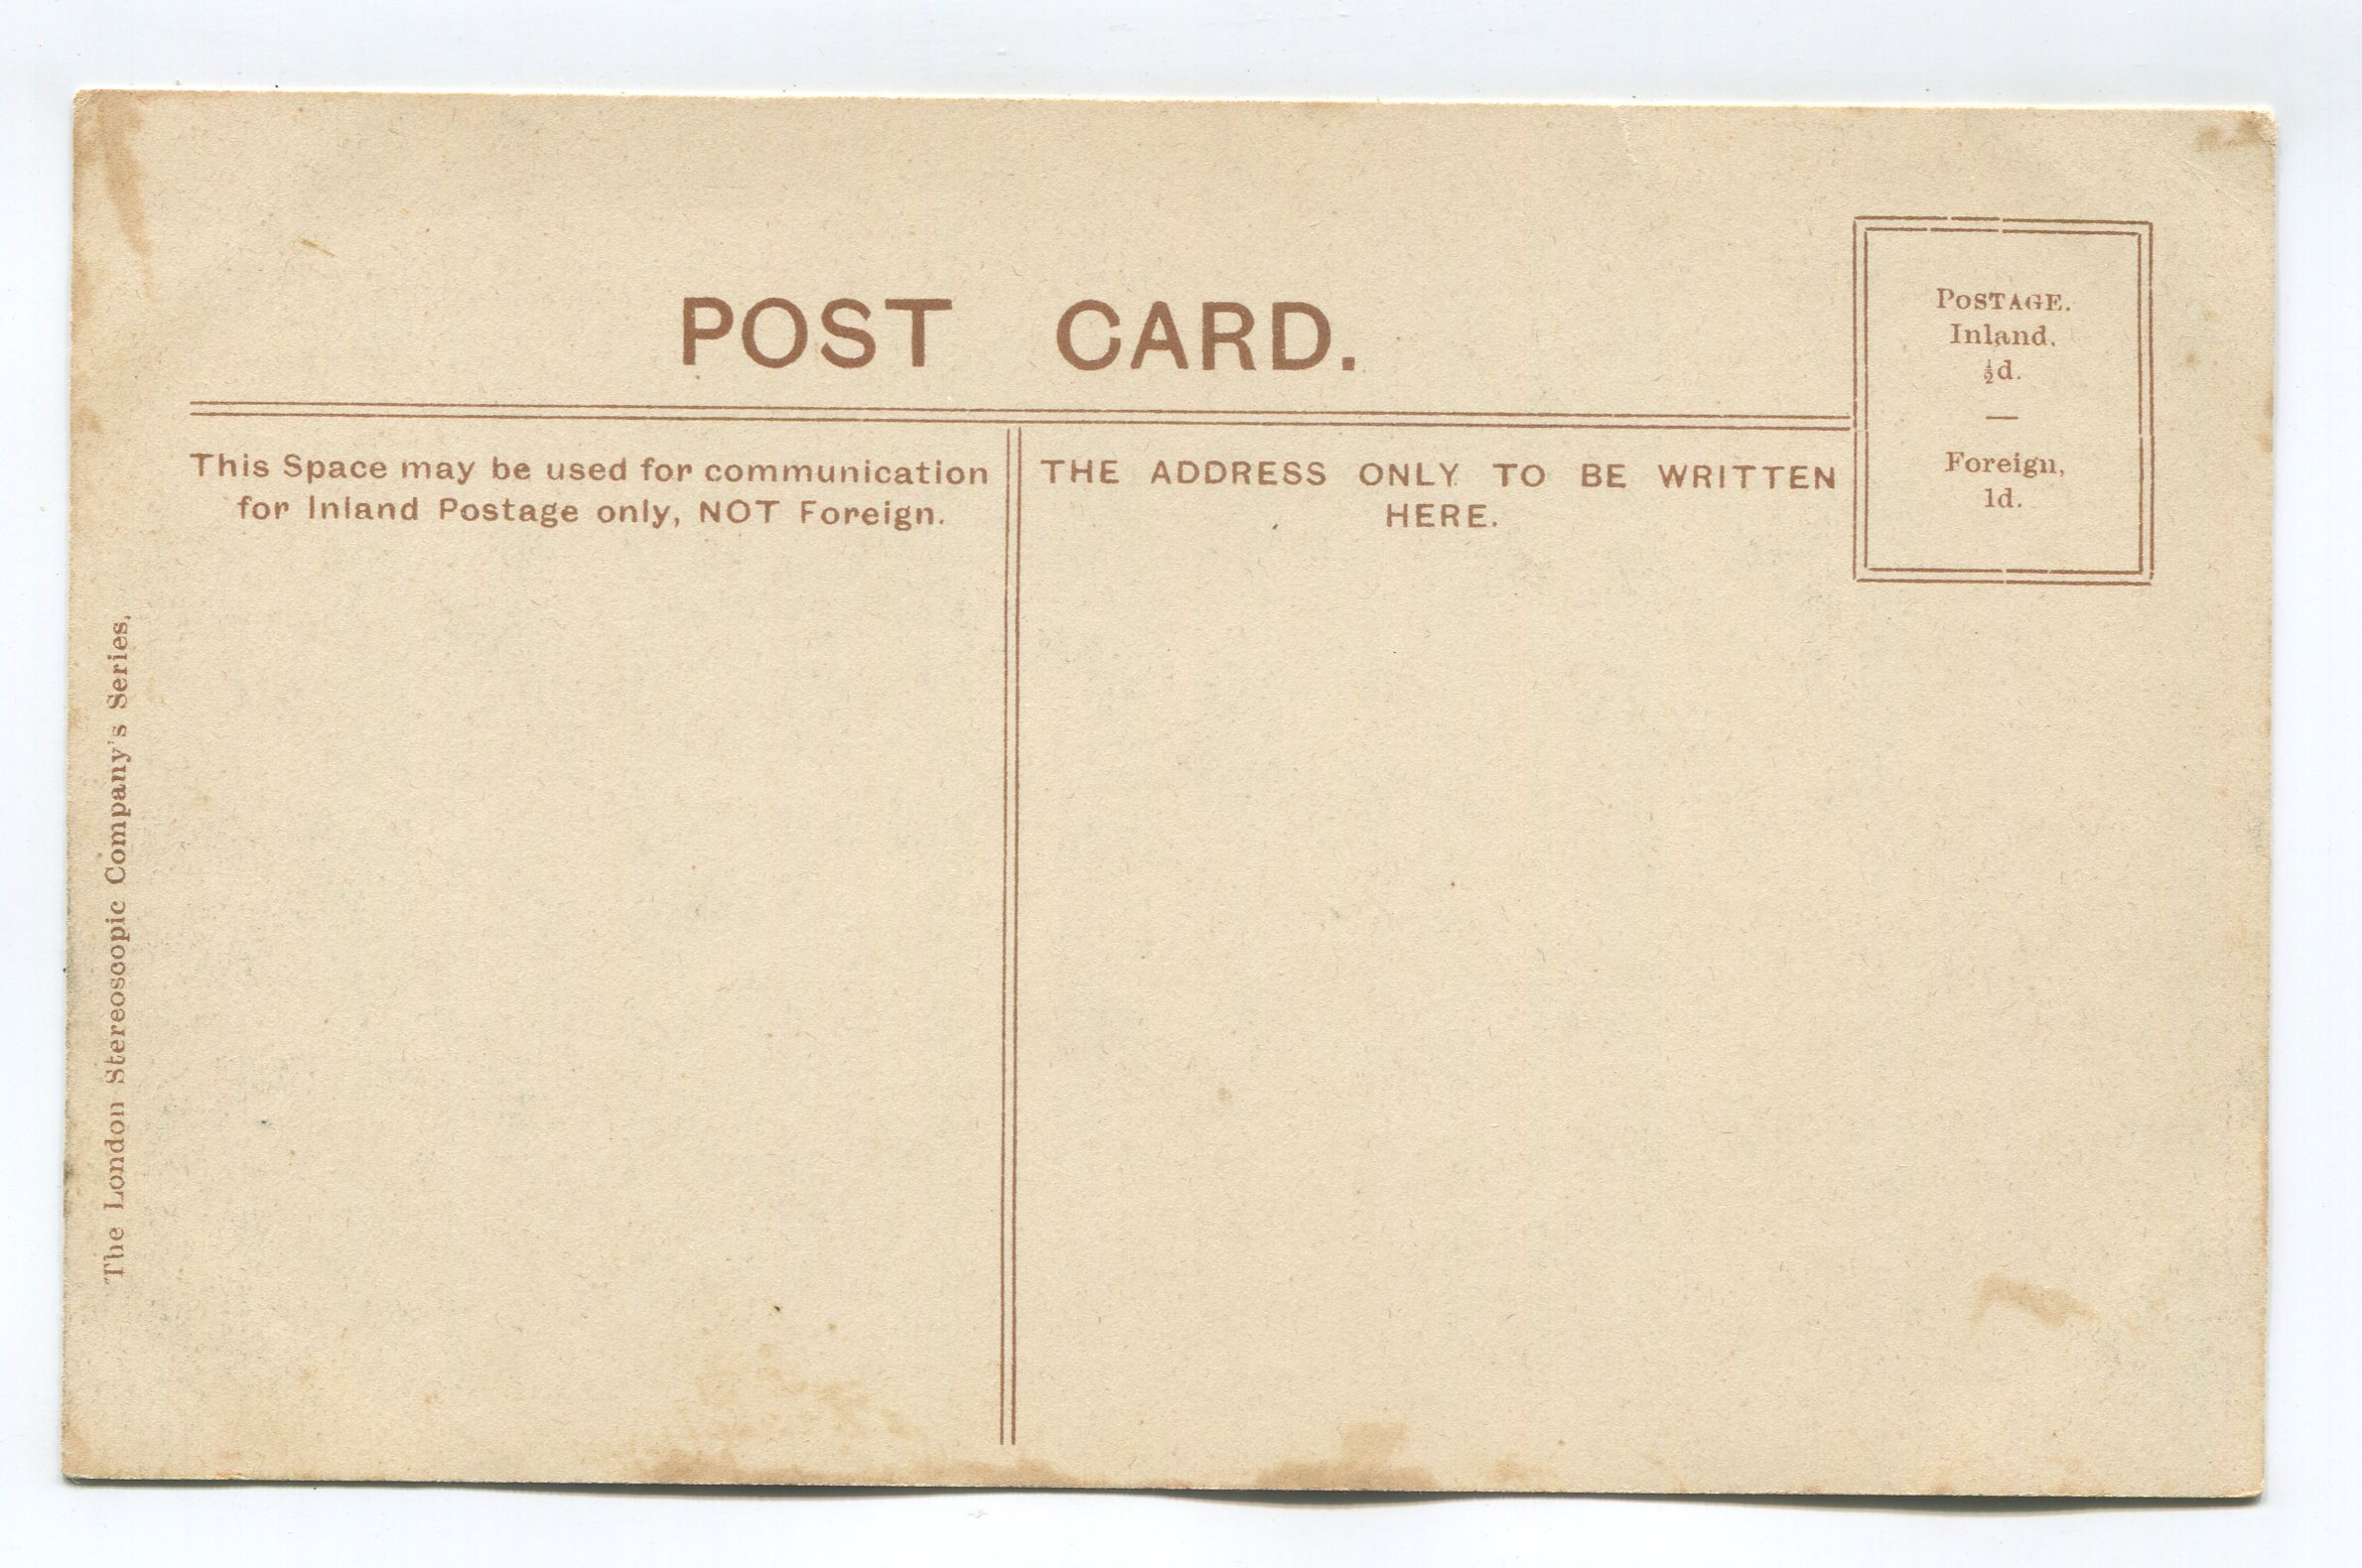 POST CARD.
POSTAGE.
Inland.
½d.
—
Foreign,
1d.
This Space may be used for communication
for Inland Postage only, NOT Foreign.
THE ADDRESS ONLY TO BE WRITTEN
HERE.
The London Stereoscopic Company's Series.